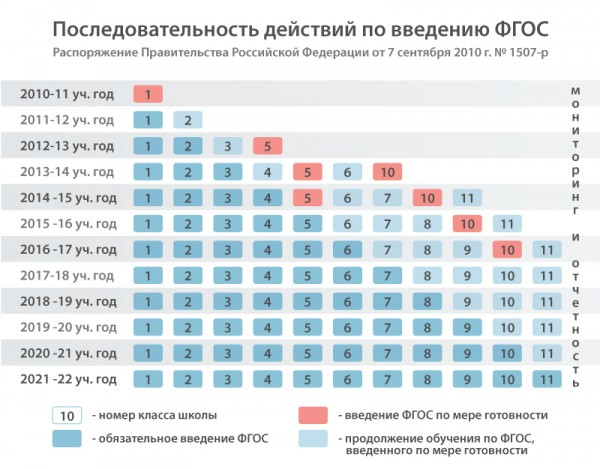 Последовательность действий по введению ФГОС
Распоряжение Правительства Российской Федерации от 7 сентября 2010 г. № 1507-р
2010-11 уч. год 1
2011-12 уч. год 1 2
2012-13 уч. год 1 2 3 5
2013-14 уч. год 1 2 3 4 5 6 10
2014 -15 уч. год 1 2 3 4 5 6 7 10 11
2015 -16 уч. год 1 2 3 4 5 6 7 8 10 11
2016 -17 уч. год 1 2 3 4 5 6 7 8 9 10 11
2017-18 уч. год 1 2 3 4 5 6 7 8 9 10 11
2018 -19 уч. год 1 2 3 4 5 6 7 8 9 10 11
2019 -20 уч. год 1 2 3 4 5 6 7 8 9 10 11
2020 -21 уч. год 1 2 3 4 5 6 7 8 9 10 11
2021 -22 уч. год 1 2 3 4 5 6 7 8 9 10 11
мониторинг и отчетность
10 - номер класса школы
- введение ФГОС по мере готовности
- обязательное введение ФГОС
- продолжение обучения по ФГОС,
введенного по мере готовности